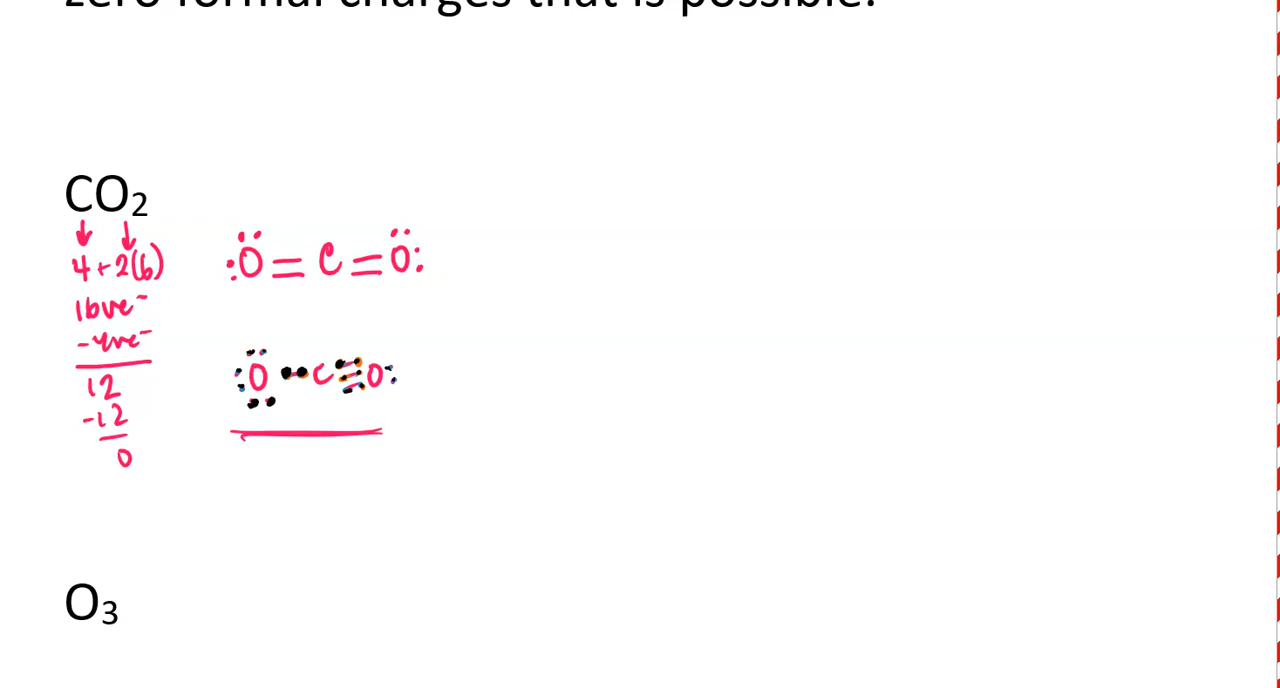 zero formal charges that is possible.
CO₂
4+2(6)
16ve⁻
-4ve⁻
12
-12
0
:Ö=C=Ö:
:Ö-C≡O:
O₃